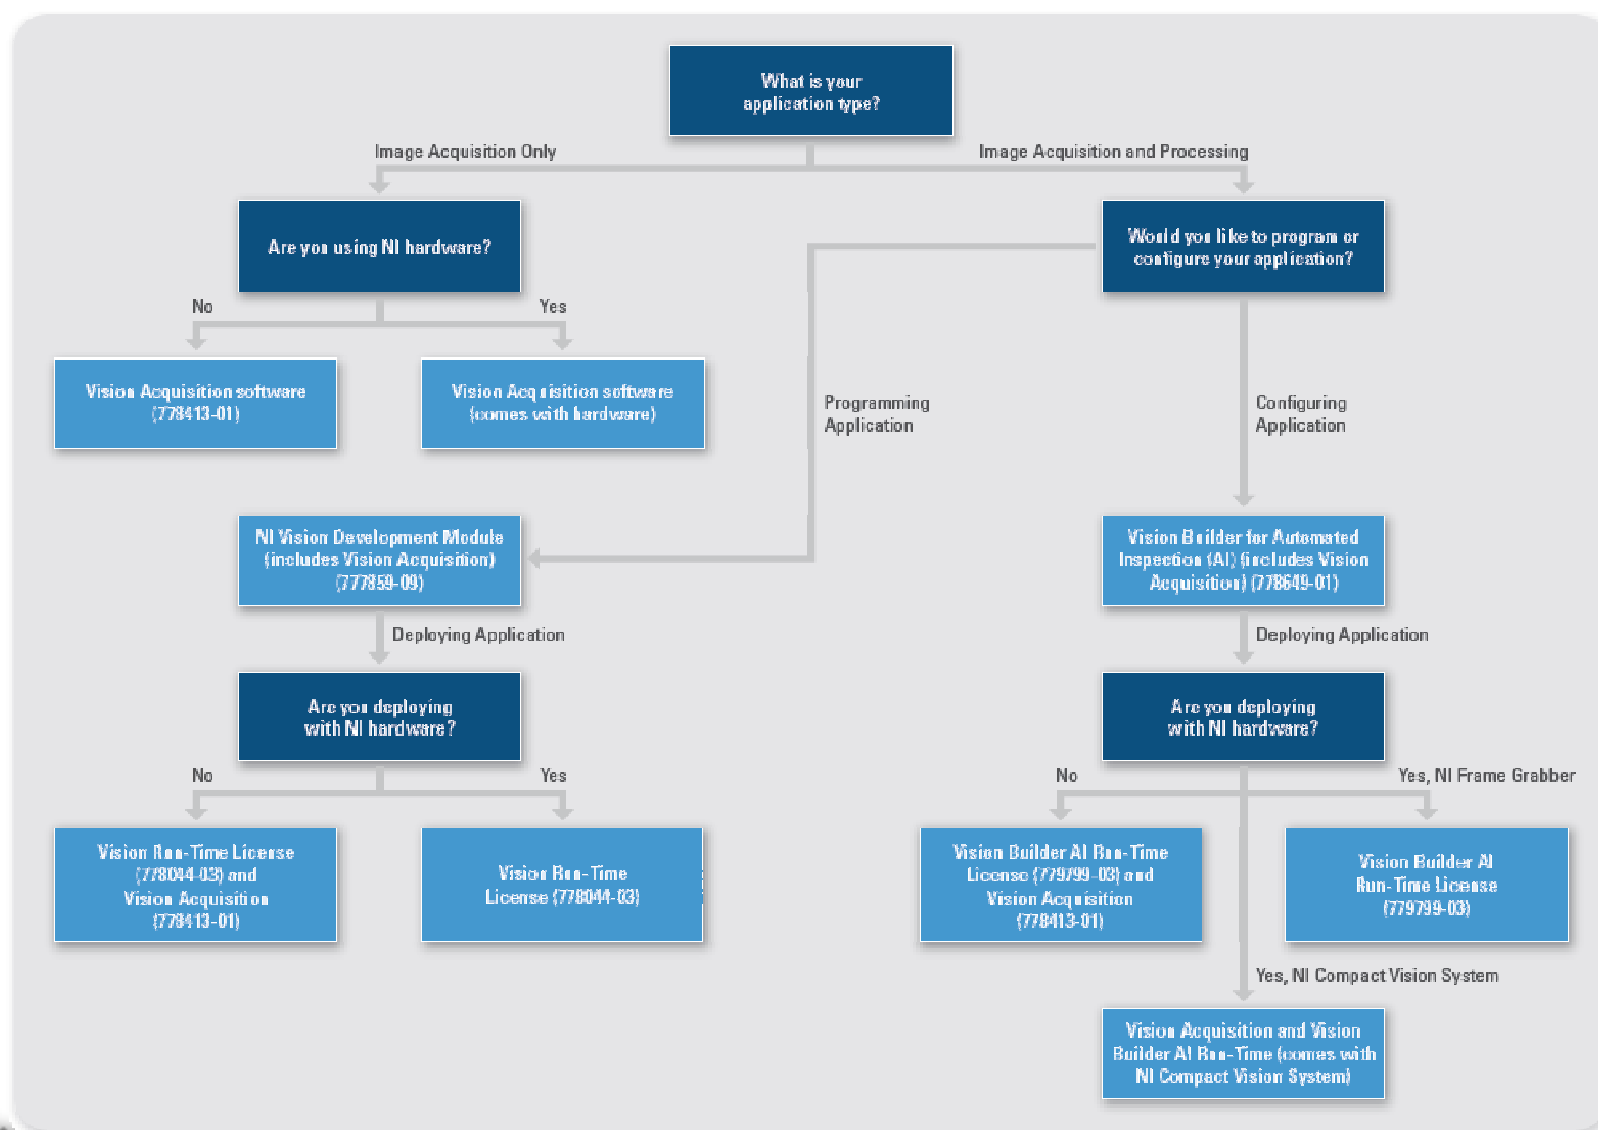 What is your
application type?
Image Acquisition Only
Image Acquisition and Processing
Are you using NI hardware?
Would you like to program or
configure your application?
No
Yes
Vision Acquisition software
(778413-01)
Vision Acquisition software
(comes with hardware)
Programming
Application
Configuring
Application
NI Vision Development Module
(includes Vision Acquisition)
(777859-09)
Vision Builder for Automated
Inspection (AI) (includes Vision
Acquisition) (778649-01)
Deploying Application
Deploying Application
Are you deploying
with NI hardware?
Are you deploying
with NI hardware?
No
Yes
No
Yes, NI Frame Grabber
Vision Run-Time License
(778044-03) and
Vision Acquisition
(778413-01)
Vision Run-Time
License (778044-03)
Vision Builder AI Run-Time
License (779799-03) and
Vision Acquisition
(778413-01)
Vision Builder AI
Run-Time License
(779799-03)
Yes, NI Compact Vision System
Vision Acquisition and Vision
Builder AI Run-Time (comes with
NI Compact Vision System)